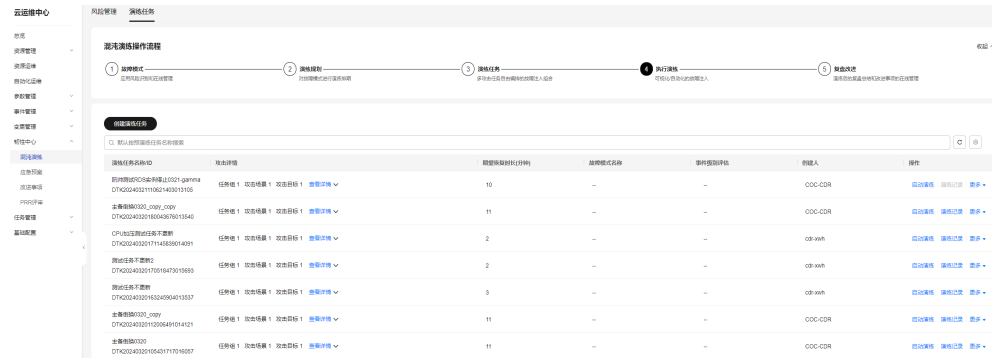 云运维中心
风险管理 演练任务
总览
资源管理
资源运维
自动化运维
参数管理
事件管理
变更管理
韧性中心
混沌演练
应急预案
改进事项
PRR评审
任务管理
基础配置
混沌演练操作流程
收起
1 故障模式
应用风险识别和在线管理
2 演练规划
对故障模式进行演练排期
3 演练任务
多攻击任务自由编排的故障注入组合
4 执行演练
可视化/自动化的故障注入
5 复盘改进
演练后的复盘总结和改进事项的在线管理
创建演练任务
默认按照演练任务名称搜索
演练任务名称/ID 攻击详情 期望恢复时长(分钟) 故障模式名称 事件级别评估 创建人 操作
RDS实例停止0321-gamma
DTK20240321110621403013105
任务组 1 攻击场景 1 攻击目标 1 查看详情 10 -- -- COC-CDR 启动演练 演练记录 更多
主备倒换0320_copy_copy
DTK20240320180043676013540
任务组 1 攻击场景 1 攻击目标 1 查看详情 11 -- -- COC-CDR 启动演练 演练记录 更多
CPU加压测试任务不更新
DTK20240320171145839014091
任务组 1 攻击场景 1 攻击目标 1 查看详情 2 -- -- cdr-xwh 启动演练 演练记录 更多
测试任务不更新2
DTK20240320170518473015693
任务组 1 攻击场景 1 攻击目标 1 查看详情 2 -- -- cdr-xwh 启动演练 演练记录 更多
测试任务不更新
DTK20240320163245904013537
任务组 1 攻击场景 1 攻击目标 1 查看详情 3 -- -- cdr-xwh 启动演练 演练记录 更多
主备倒换0320_copy
DTK20240320112006491014121
任务组 1 攻击场景 1 攻击目标 1 查看详情 11 -- -- COC-CDR 启动演练 演练记录 更多
主备倒换0320
DTK20240320105431717016057
任务组 1 攻击场景 1 攻击目标 1 查看详情 11 -- -- COC-CDR 启动演练 演练记录 更多